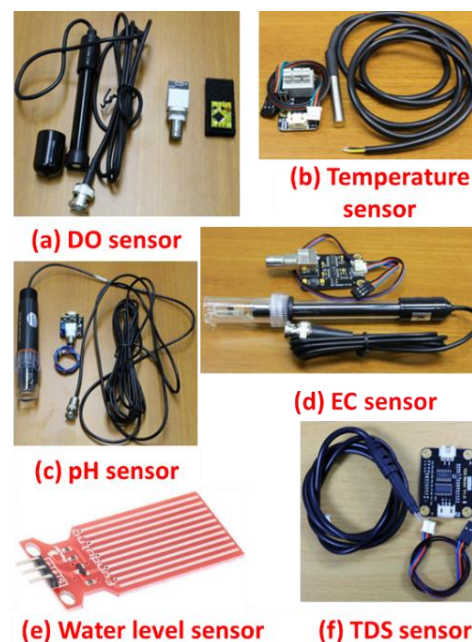 (a) DO sensor
(b) Temperature
sensor
(c) pH sensor
(d) EC sensor
(e) Water level sensor
(f) TDS sensor